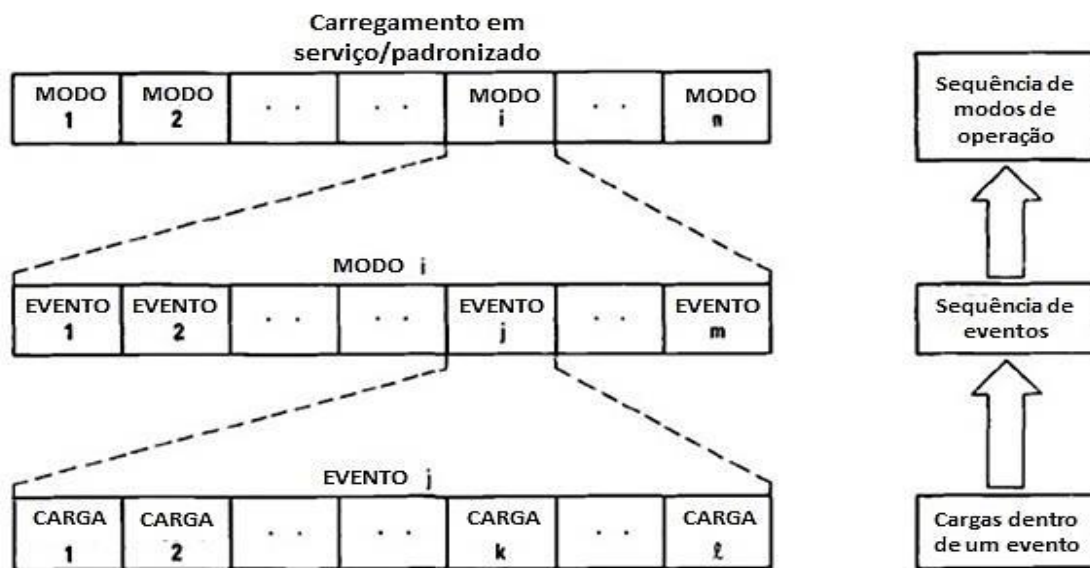 Carregamento em
serviço/padronizado
MODO
1
MODO
2
. .
. .
MODO
i
. .
MODO
n
Sequência de
modos de
operação
MODO i
EVENTO
1
EVENTO
2
. .
. .
EVENTO
j
. .
EVENTO
m
Sequência de
eventos
EVENTO j
CARGA
1
CARGA
2
. .
. .
CARGA
k
. .
CARGA
ℓ
Cargas dentro
de um evento